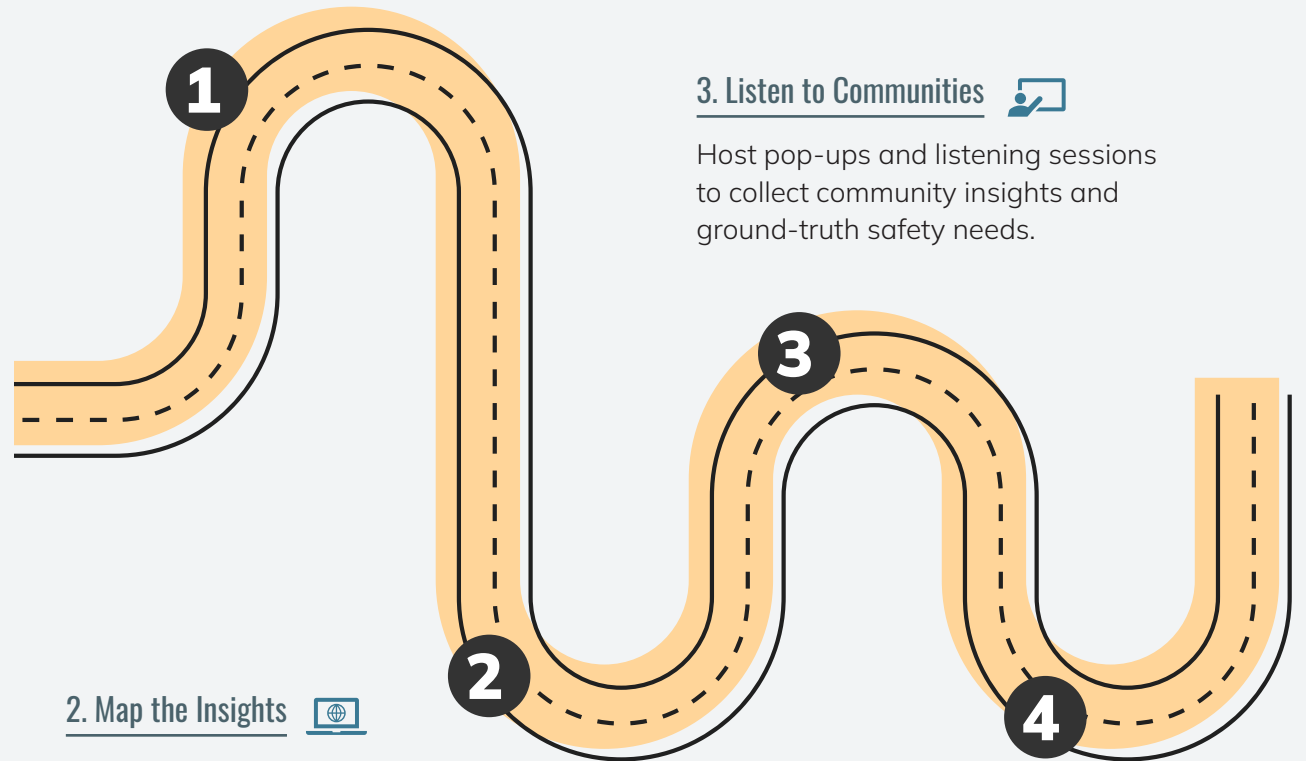 1
3. Listen to Communities
Host pop-ups and listening sessions
to collect community insights and
ground-truth safety needs.
3
2
2. Map the Insights
4